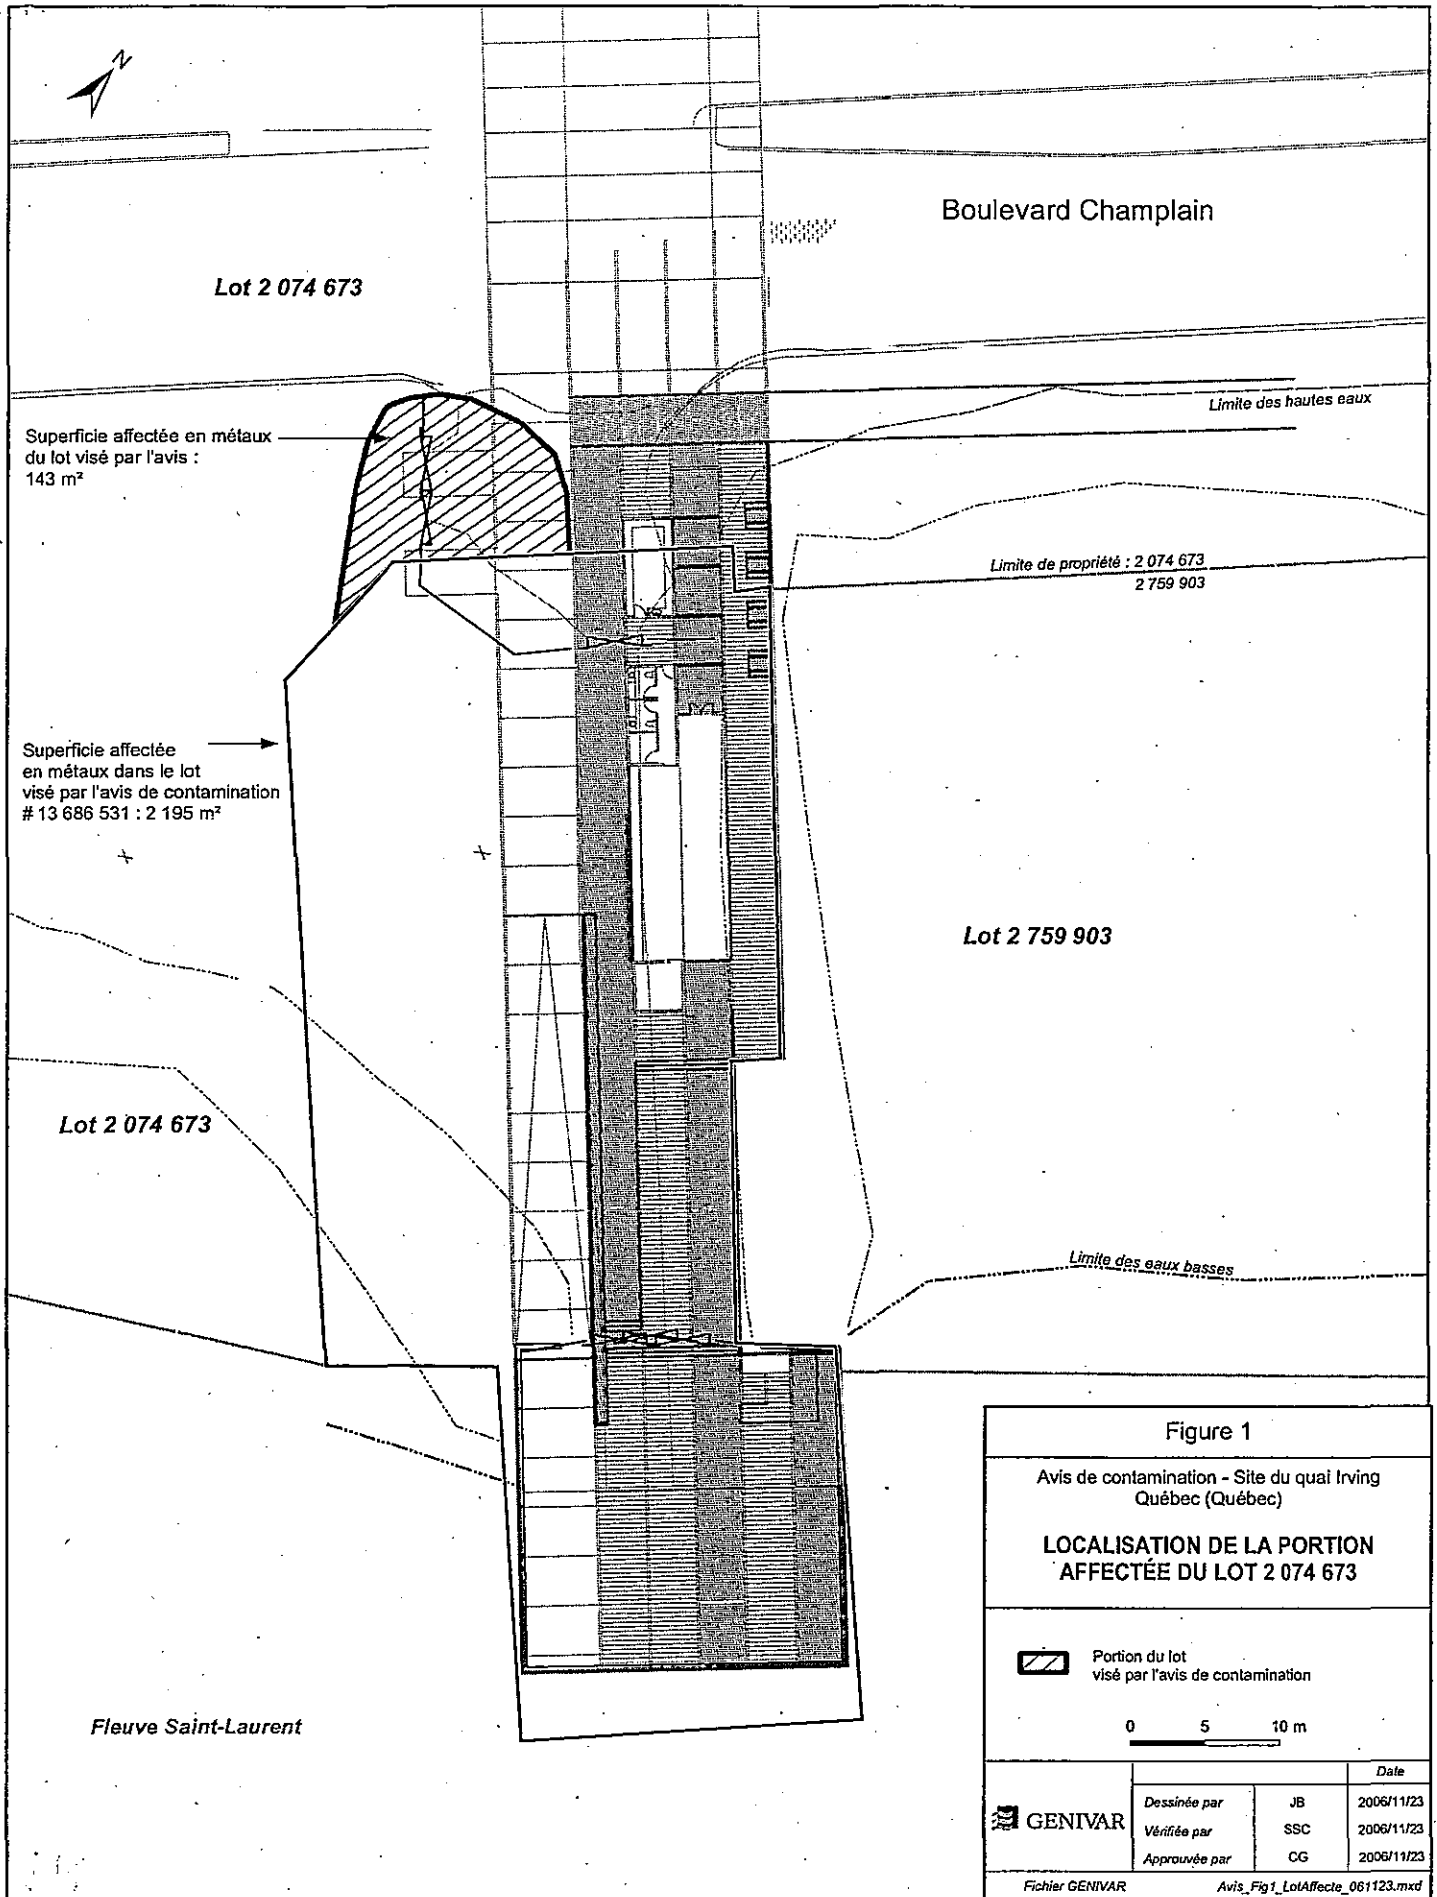 N
Boulevard Champlain
Lot 2 074 673
Limite des hautes eaux
Superficie affectée en métaux
du lot visé par l'avis :
143 m²
Limite de propriété : 2 074 673
2 759 903
Superficie affectée
en métaux dans le lot
visé par l'avis de contamination
# 13 686 531 : 2 195 m²
Lot 2 759 903
Lot 2 074 673
Limite des eaux basses
Fleuve Saint-Laurent
Figure 1
Avis de contamination - Site du quai Irving
Québec (Québec)
LOCALISATION DE LA PORTION
AFFECTÉE DU LOT 2 074 673
Portion du lot
visé par l'avis de contamination
0 5 10 m
Date
GENIVAR
Dessinée par JB 2006/11/23
Vérifiée par SSC 2006/11/23
Approuvée par CG 2006/11/23
Fichier GENIVAR Avis_Fig1_LotAffecte_061123.mxd